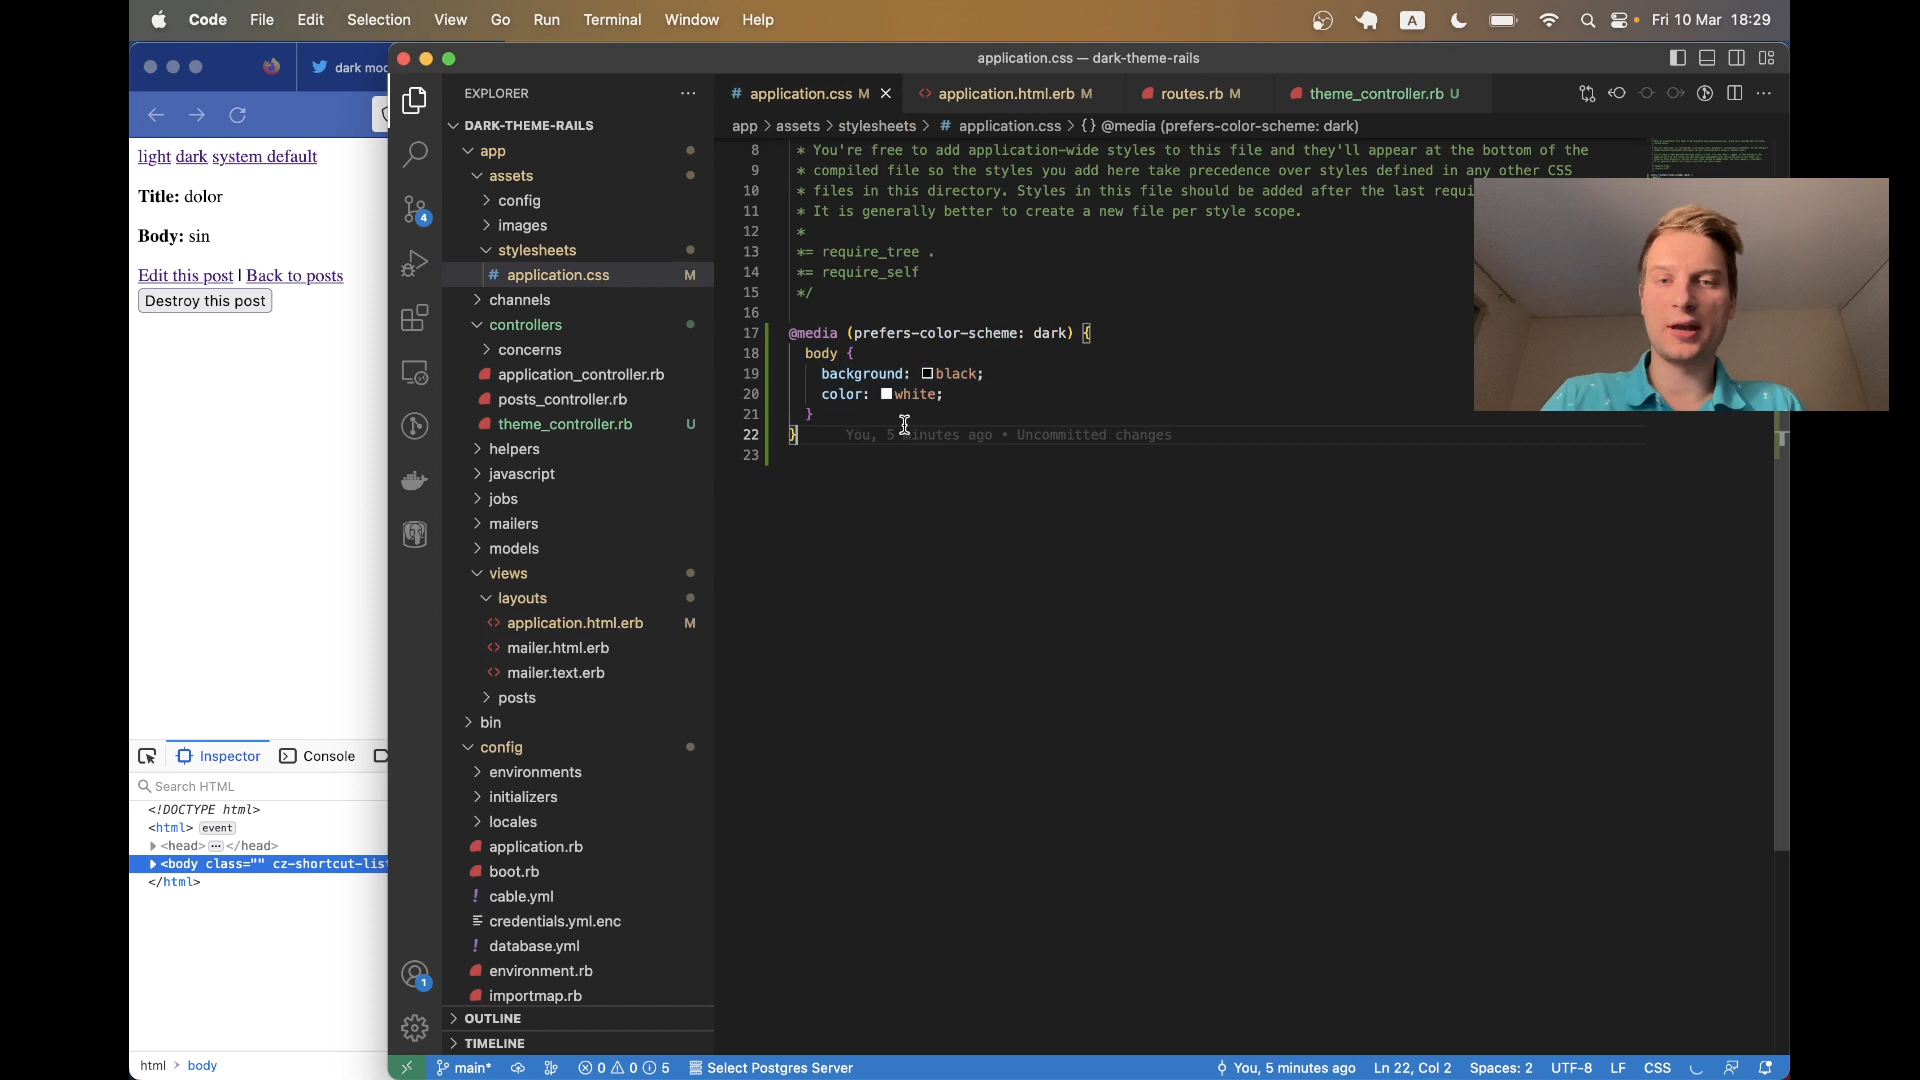 Code File Edit Selection View Go Run Terminal Window Help
A Fri 10 Mar 18:29
dark mod
application.css — dark-theme-rails
EXPLORER
DARK-THEME-RAILS
app
assets
config
images
stylesheets
# application.css M
channels
controllers
concerns
application_controller.rb
posts_controller.rb
theme_controller.rb U
helpers
javascript
jobs
mailers
models
views
layouts
application.html.erb M
mailer.html.erb
mailer.text.erb
posts
bin
config
environments
initializers
locales
application.rb
boot.rb
! cable.yml
credentials.yml.enc
! database.yml
environment.rb
importmap.rb
OUTLINE
TIMELINE
4
1
# application.css M
application.html.erb M
routes.rb M
theme_controller.rb U
app > assets > stylesheets > # application.css > {} @media (prefers-color-scheme: dark)
8 * You're free to add application-wide styles to this file and they'll appear at the bottom of the
9 * compiled file so the styles you add here take precedence over styles defined in any other CSS
10 * files in this directory. Styles in this file should be added after the last requi
11 * It is generally better to create a new file per style scope.
12 *
13 *= require_tree .
14 *= require_self
15 */
16
17 @media (prefers-color-scheme: dark) {
18 body {
19 background: black;
20 color: white;
21 }
22 } You, 5 minutes ago • Uncommitted changes
23
light dark system default
Title: dolor
Body: sin
Edit this post | Back to posts
Destroy this post
Inspector Console
Search HTML
<!DOCTYPE html>
<html> event
<head> ••• </head>
<body class="" cz-shortcut-list
</html>
html > body
main* 0 0 5 Select Postgres Server
You, 5 minutes ago Ln 22, Col 2 Spaces: 2 UTF-8 LF CSS